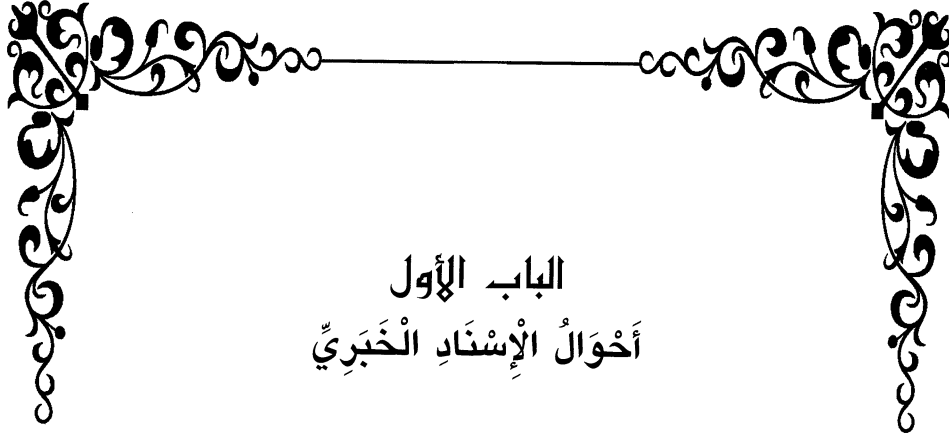 الباب الأول
أَحْوَالُ الْإِسْنَادِ الْخَبَرِيِّ